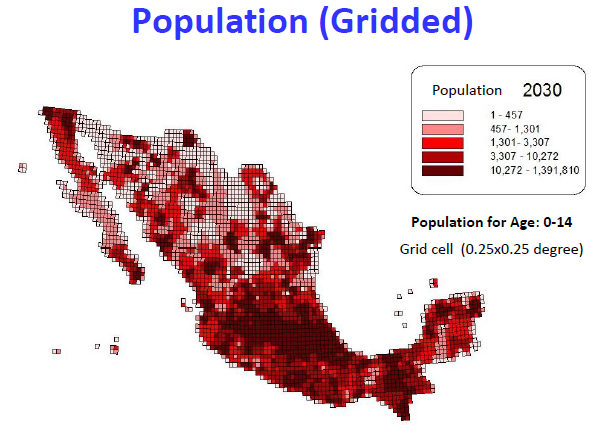 Population (Gridded)
Population 2030
1 - 457
457- 1,301
1,301- 3,307
3,307 - 10,272
10,272 - 1,391,810
Population for Age: 0-14
Grid cell (0.25x0.25 degree)